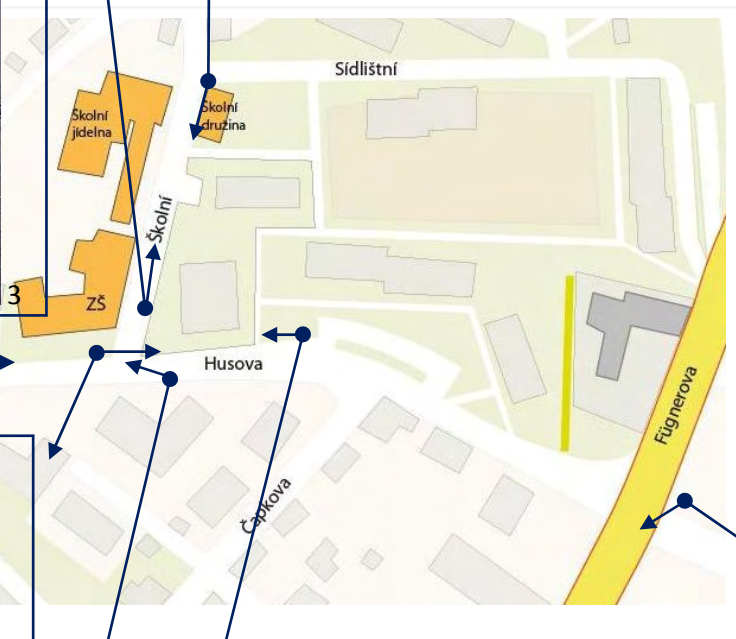 Sídlištní
Školní
jídelna
Školní
družina
Školní
3
ZŠ
Husova
Fügnerova
Čapkova